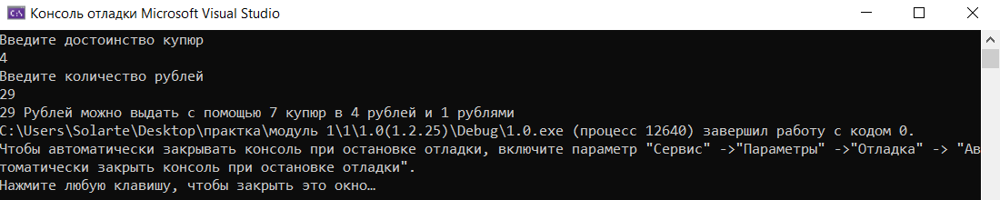 Консоль отладки Microsoft Visual Studio
Введите достоинство купюр
4
Введите количество рублей
29
29 Рублей можно выдать с помощью 7 купюр в 4 рублей и 1 рублями
C:\Users\Solarte\Desktop\практка\модуль 1\1\1.0(1.2.25)\Debug\1.0.exe (процесс 12640) завершил работу с кодом 0.
Чтобы автоматически закрывать консоль при остановке отладки, включите параметр "Сервис" ->"Параметры" ->"Отладка" -> "Ав
томатически закрыть консоль при остановке отладки".
Нажмите любую клавишу, чтобы закрыть это окно…